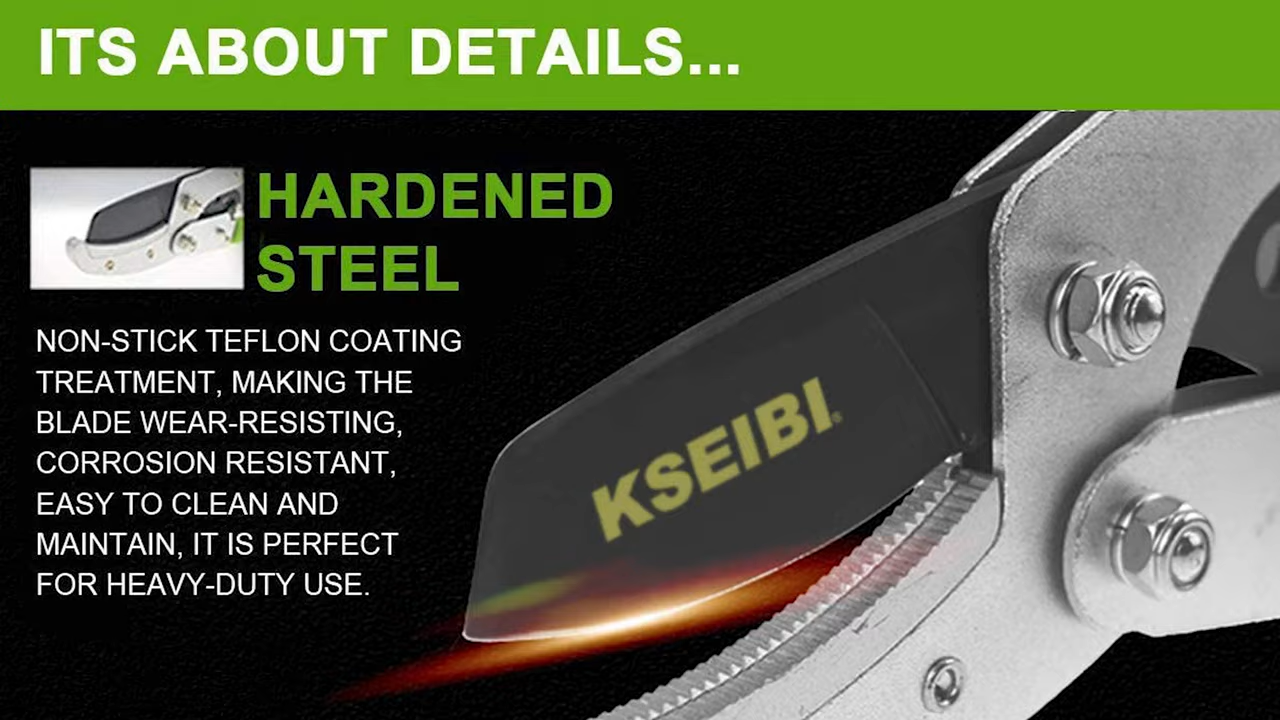 ITS ABOUT DETAILS...
HARDENED
STEEL
NON-STICK TEFLON COATING
TREATMENT, MAKING THE
BLADE WEAR-RESISTING,
CORROSION RESISTANT,
EASY TO CLEAN AND
MAINTAIN, IT IS PERFECT
FOR HEAVY-DUTY USE.
KSEIBI®